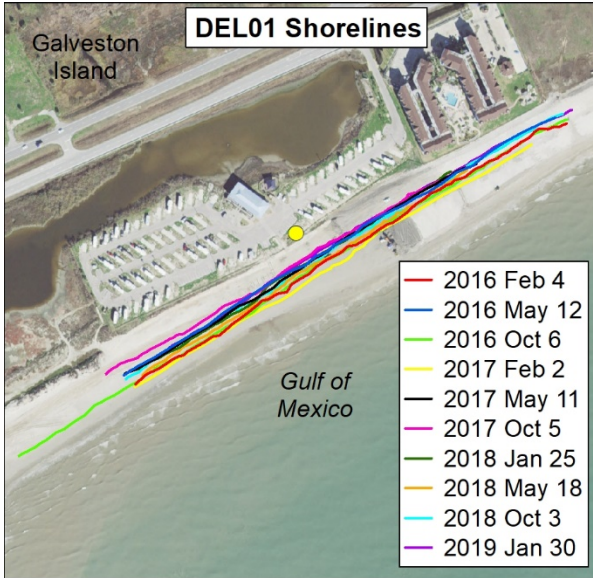 DEL01 Shorelines
Galveston
Island
Gulf of
Mexico
2016 Feb 4
2016 May 12
2016 Oct 6
2017 Feb 2
2017 May 11
2017 Oct 5
2018 Jan 25
2018 May 18
2018 Oct 3
2019 Jan 30